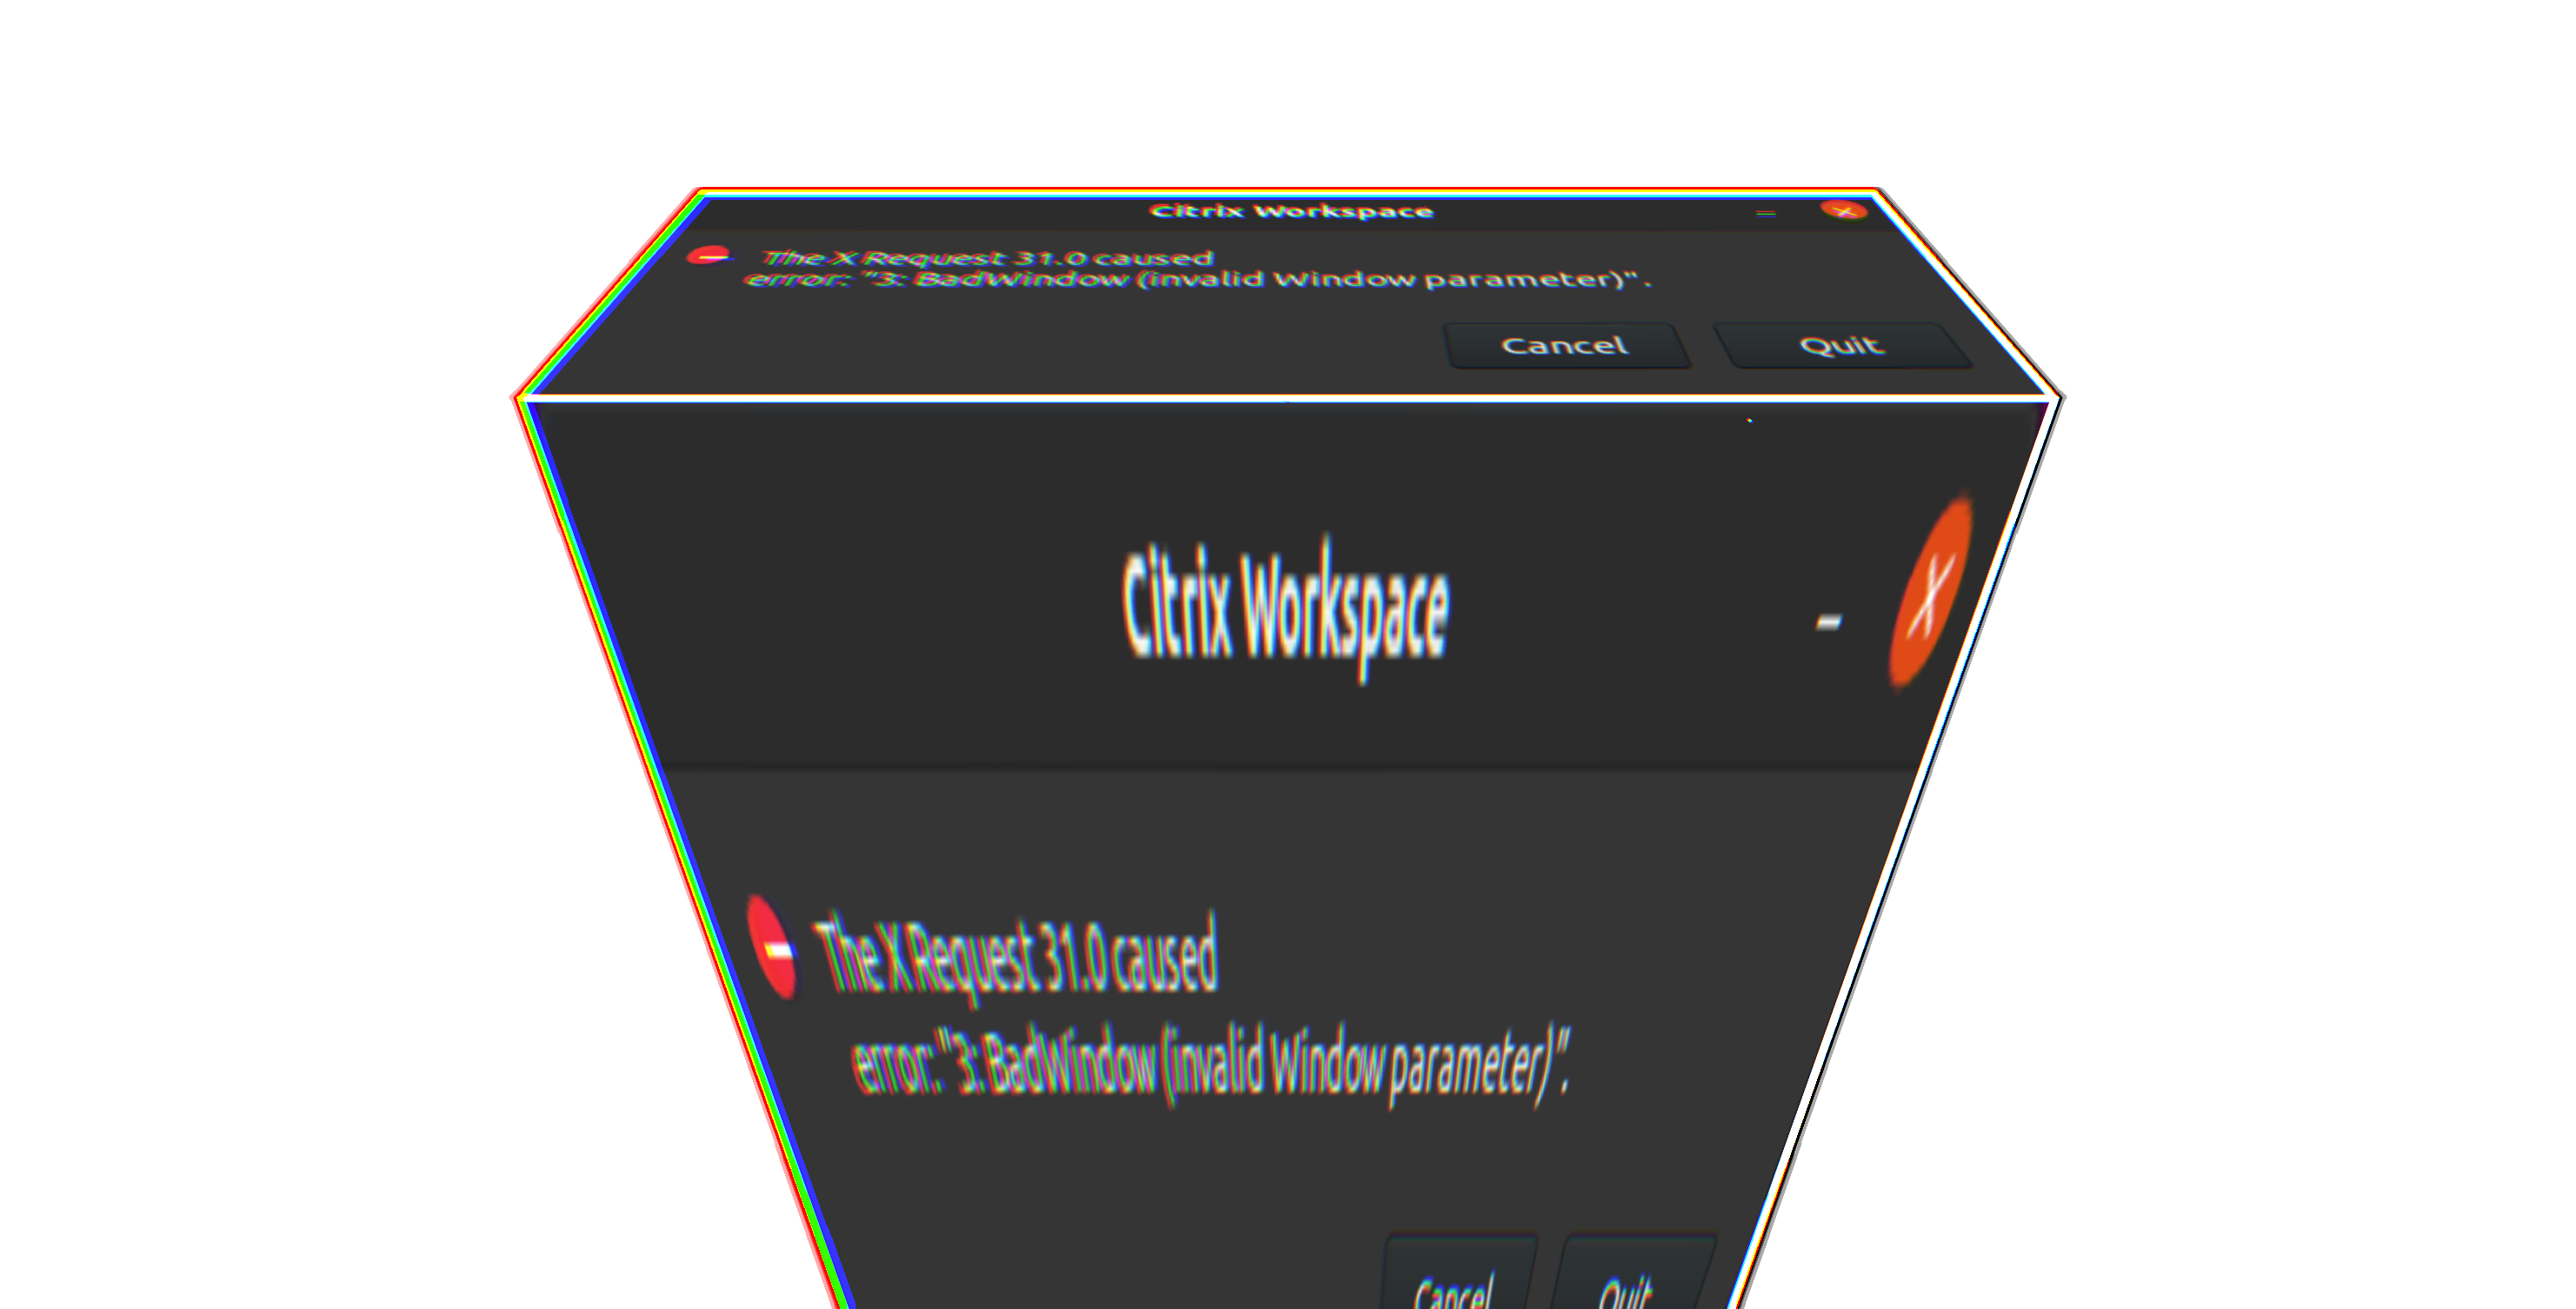 Citrix Workspace
The X Request 31.0 caused
error: "3: BadWindow (invalid Window parameter)".
Cancel Quit
Citrix Workspace
The X Request 31.0 caused
error: "3: BadWindow (invalid Window parameter)".
Cancel Quit